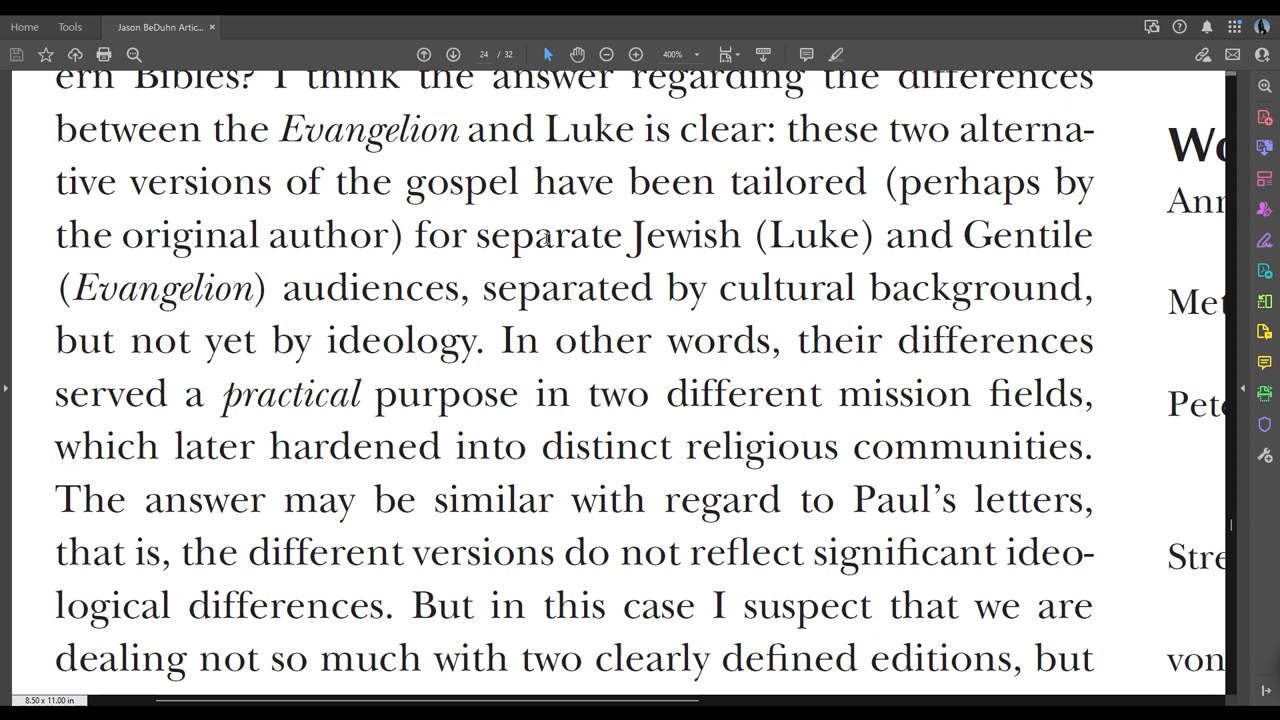 Home Tools Jason BeDuhn Artic... ×
24 / 32 400%
ern Bibles? I think the answer regarding the differences
between the Evangelion and Luke is clear: these two alterna-
tive versions of the gospel have been tailored (perhaps by
the original author) for separate Jewish (Luke) and Gentile
(Evangelion) audiences, separated by cultural background,
but not yet by ideology. In other words, their differences
served a practical purpose in two different mission fields,
which later hardened into distinct religious communities.
The answer may be similar with regard to Paul’s letters,
that is, the different versions do not reflect significant ideo-
logical differences. But in this case I suspect that we are
dealing not so much with two clearly defined editions, but
Wo
Ann
Met
Pete
Stre
von
8.50 x 11.00 in